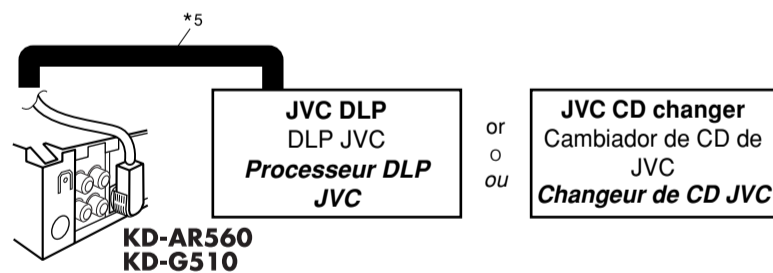 *5
JVC DLP
DLP JVC
Processeur DLP
JVC
or
o
ou
JVC CD changer
Cambiador de CD de
JVC
Changeur de CD JVC
KD-AR560
KD-G510